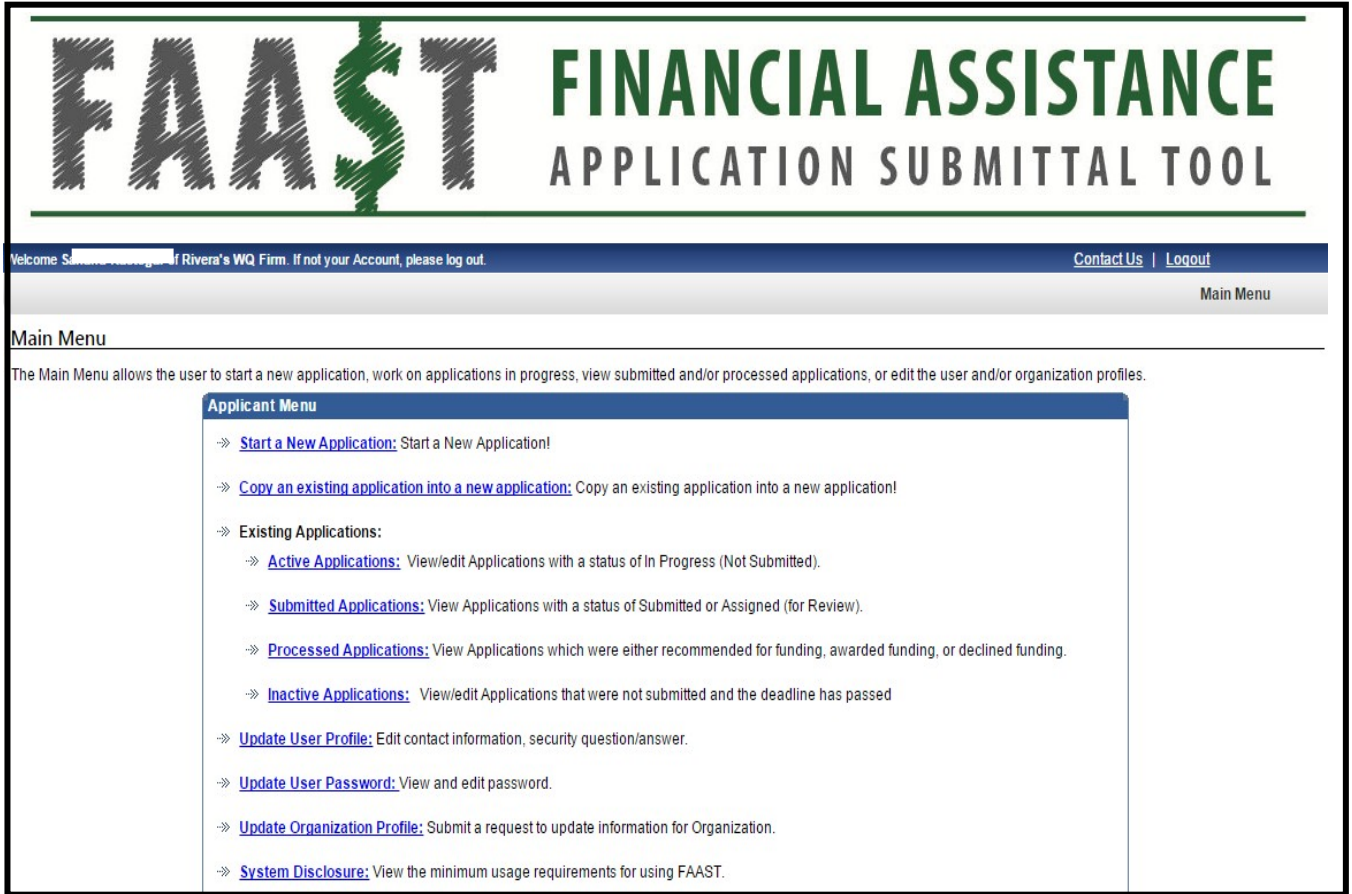 FAA$T FINANCIAL ASSISTANCE
APPLICATION SUBMITTAL TOOL
Welcome of Rivera's WQ Firm. If not your Account, please log out. Contact Us | Logout
Main Menu
Main Menu
The Main Menu allows the user to start a new application, work on applications in progress, view submitted and/or processed applications, or edit the user and/or organization profiles.
Applicant Menu
Start a New Application: Start a New Application!
Copy an existing application into a new application: Copy an existing application into a new application!
Existing Applications:
Active Applications: View/edit Applications with a status of In Progress (Not Submitted).
Submitted Applications: View Applications with a status of Submitted or Assigned (for Review).
Processed Applications: View Applications which were either recommended for funding, awarded funding, or declined funding.
Inactive Applications: View/edit Applications that were not submitted and the deadline has passed
Update User Profile: Edit contact information, security question/answer.
Update User Password: View and edit password.
Update Organization Profile: Submit a request to update information for Organization.
System Disclosure: View the minimum usage requirements for using FAAST.